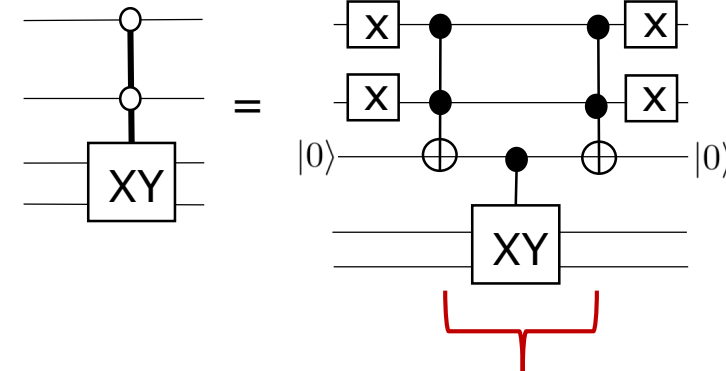 X X
X X
=
|0⟩ |0⟩
XY XY